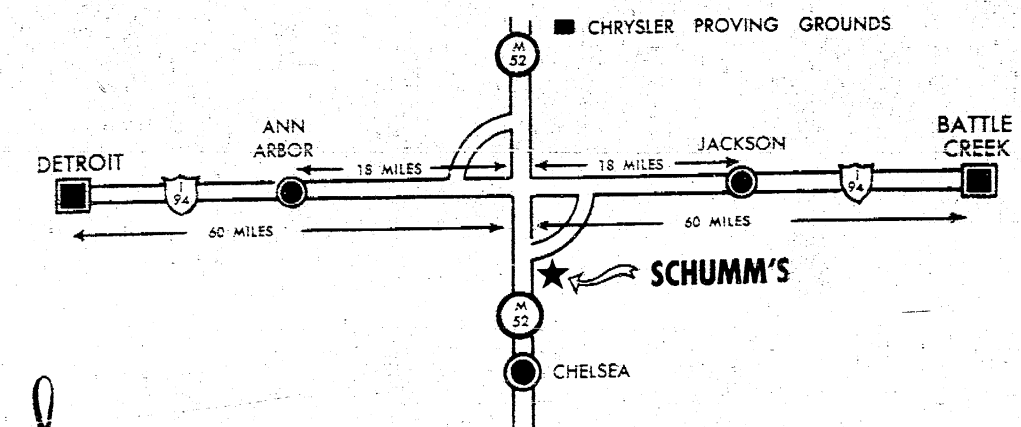 CHRYSLER PROVING GROUNDS
M
52
ANN
ARBOR
DETROIT
JACKSON
BATTLE
CREEK
18 MILES
18 MILES
I
94
I
94
60 MILES
60 MILES
SCHUMM'S
M
52
CHELSEA